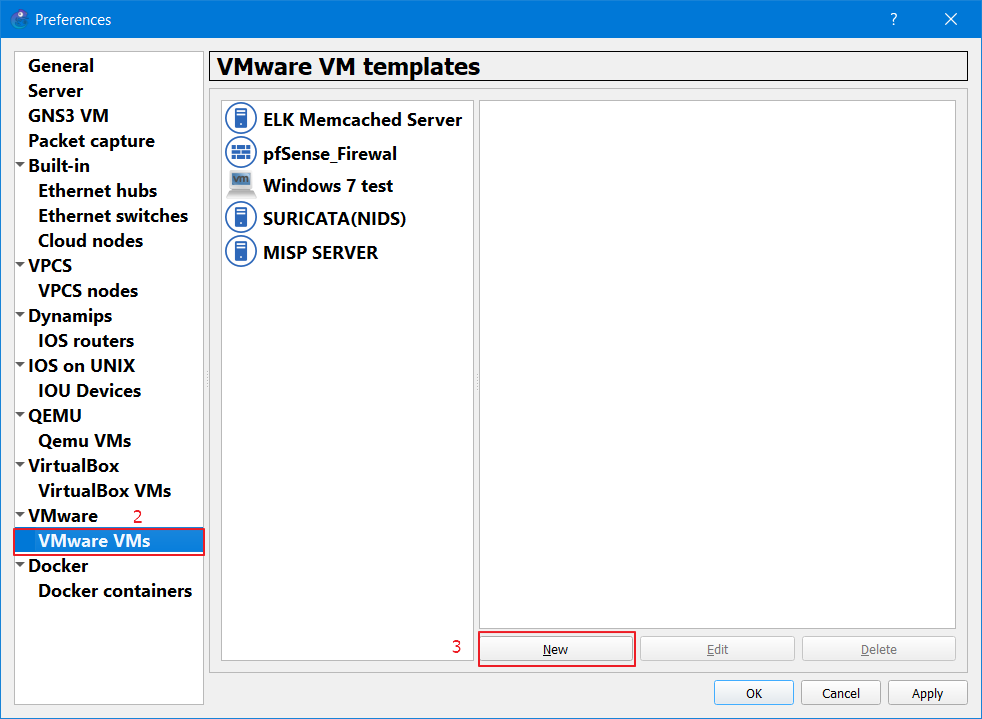 Preferences
?
General
Server
GNS3 VM
Packet capture
Built-in
Ethernet hubs
Ethernet switches
Cloud nodes
VPCS
VPCS nodes
Dynamips
IOS routers
IOS on UNIX
IOU Devices
QEMU
Qemu VMs
VirtualBox
VirtualBox VMs
VMware 2
VMware VMs
Docker
Docker containers
VMware VM templates
ELK Memcached Server
pfSense_Firewal
vm
Windows 7 test
SURICATA(NIDS)
MISP SERVER
3 New Edit Delete
OK Cancel Apply